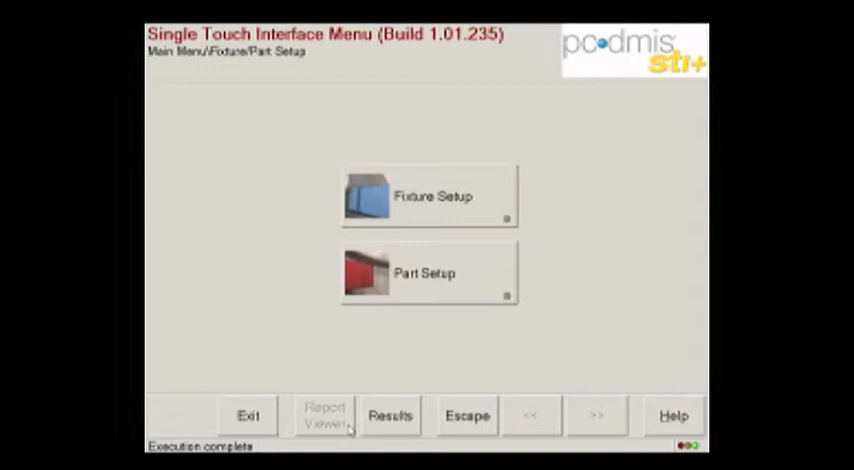 Single Touch Interface Menu (Build 1.01.235)
Main Menu\Fixture/Part Setup
pc-dmis
sti+
Fixture Setup
Part Setup
Exit
Report
Viewer
Results
Escape
<<
>>
Help
Execution complete